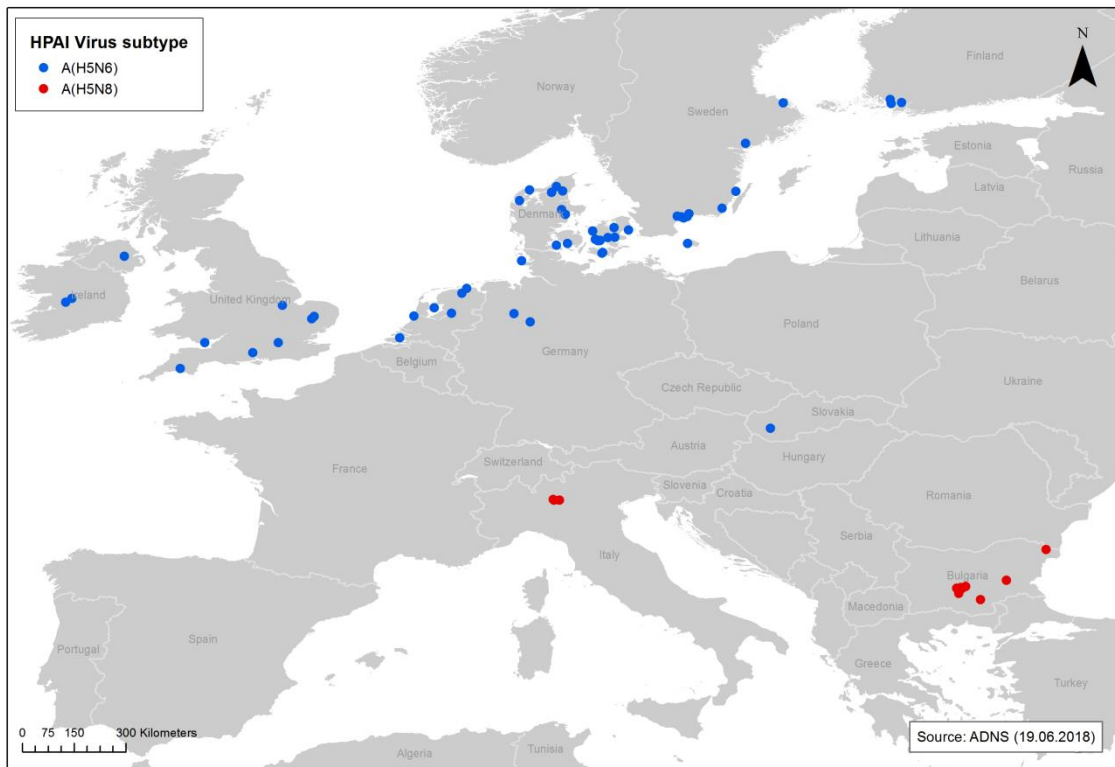 HPAI Virus subtype
A(H5N6)
A(H5N8)
N
Finland
Norway
Sweden
Estonia
Russia
Latvia
Denmark
Lithuania
Belarus
Ireland
United Kingdom
Poland
Germany
Belgium
Ukraine
Czech Republic
Slovakia
Austria
Hungary
France
Switzerland
Slovenia
Croatia
Romania
Serbia
Italy
Bulgaria
Macedonia
Spain
Portugal
Greece
Turkey
0 75 150 300 Kilometers
Source: ADNS (19.06.2018)
Algeria
Tunisia